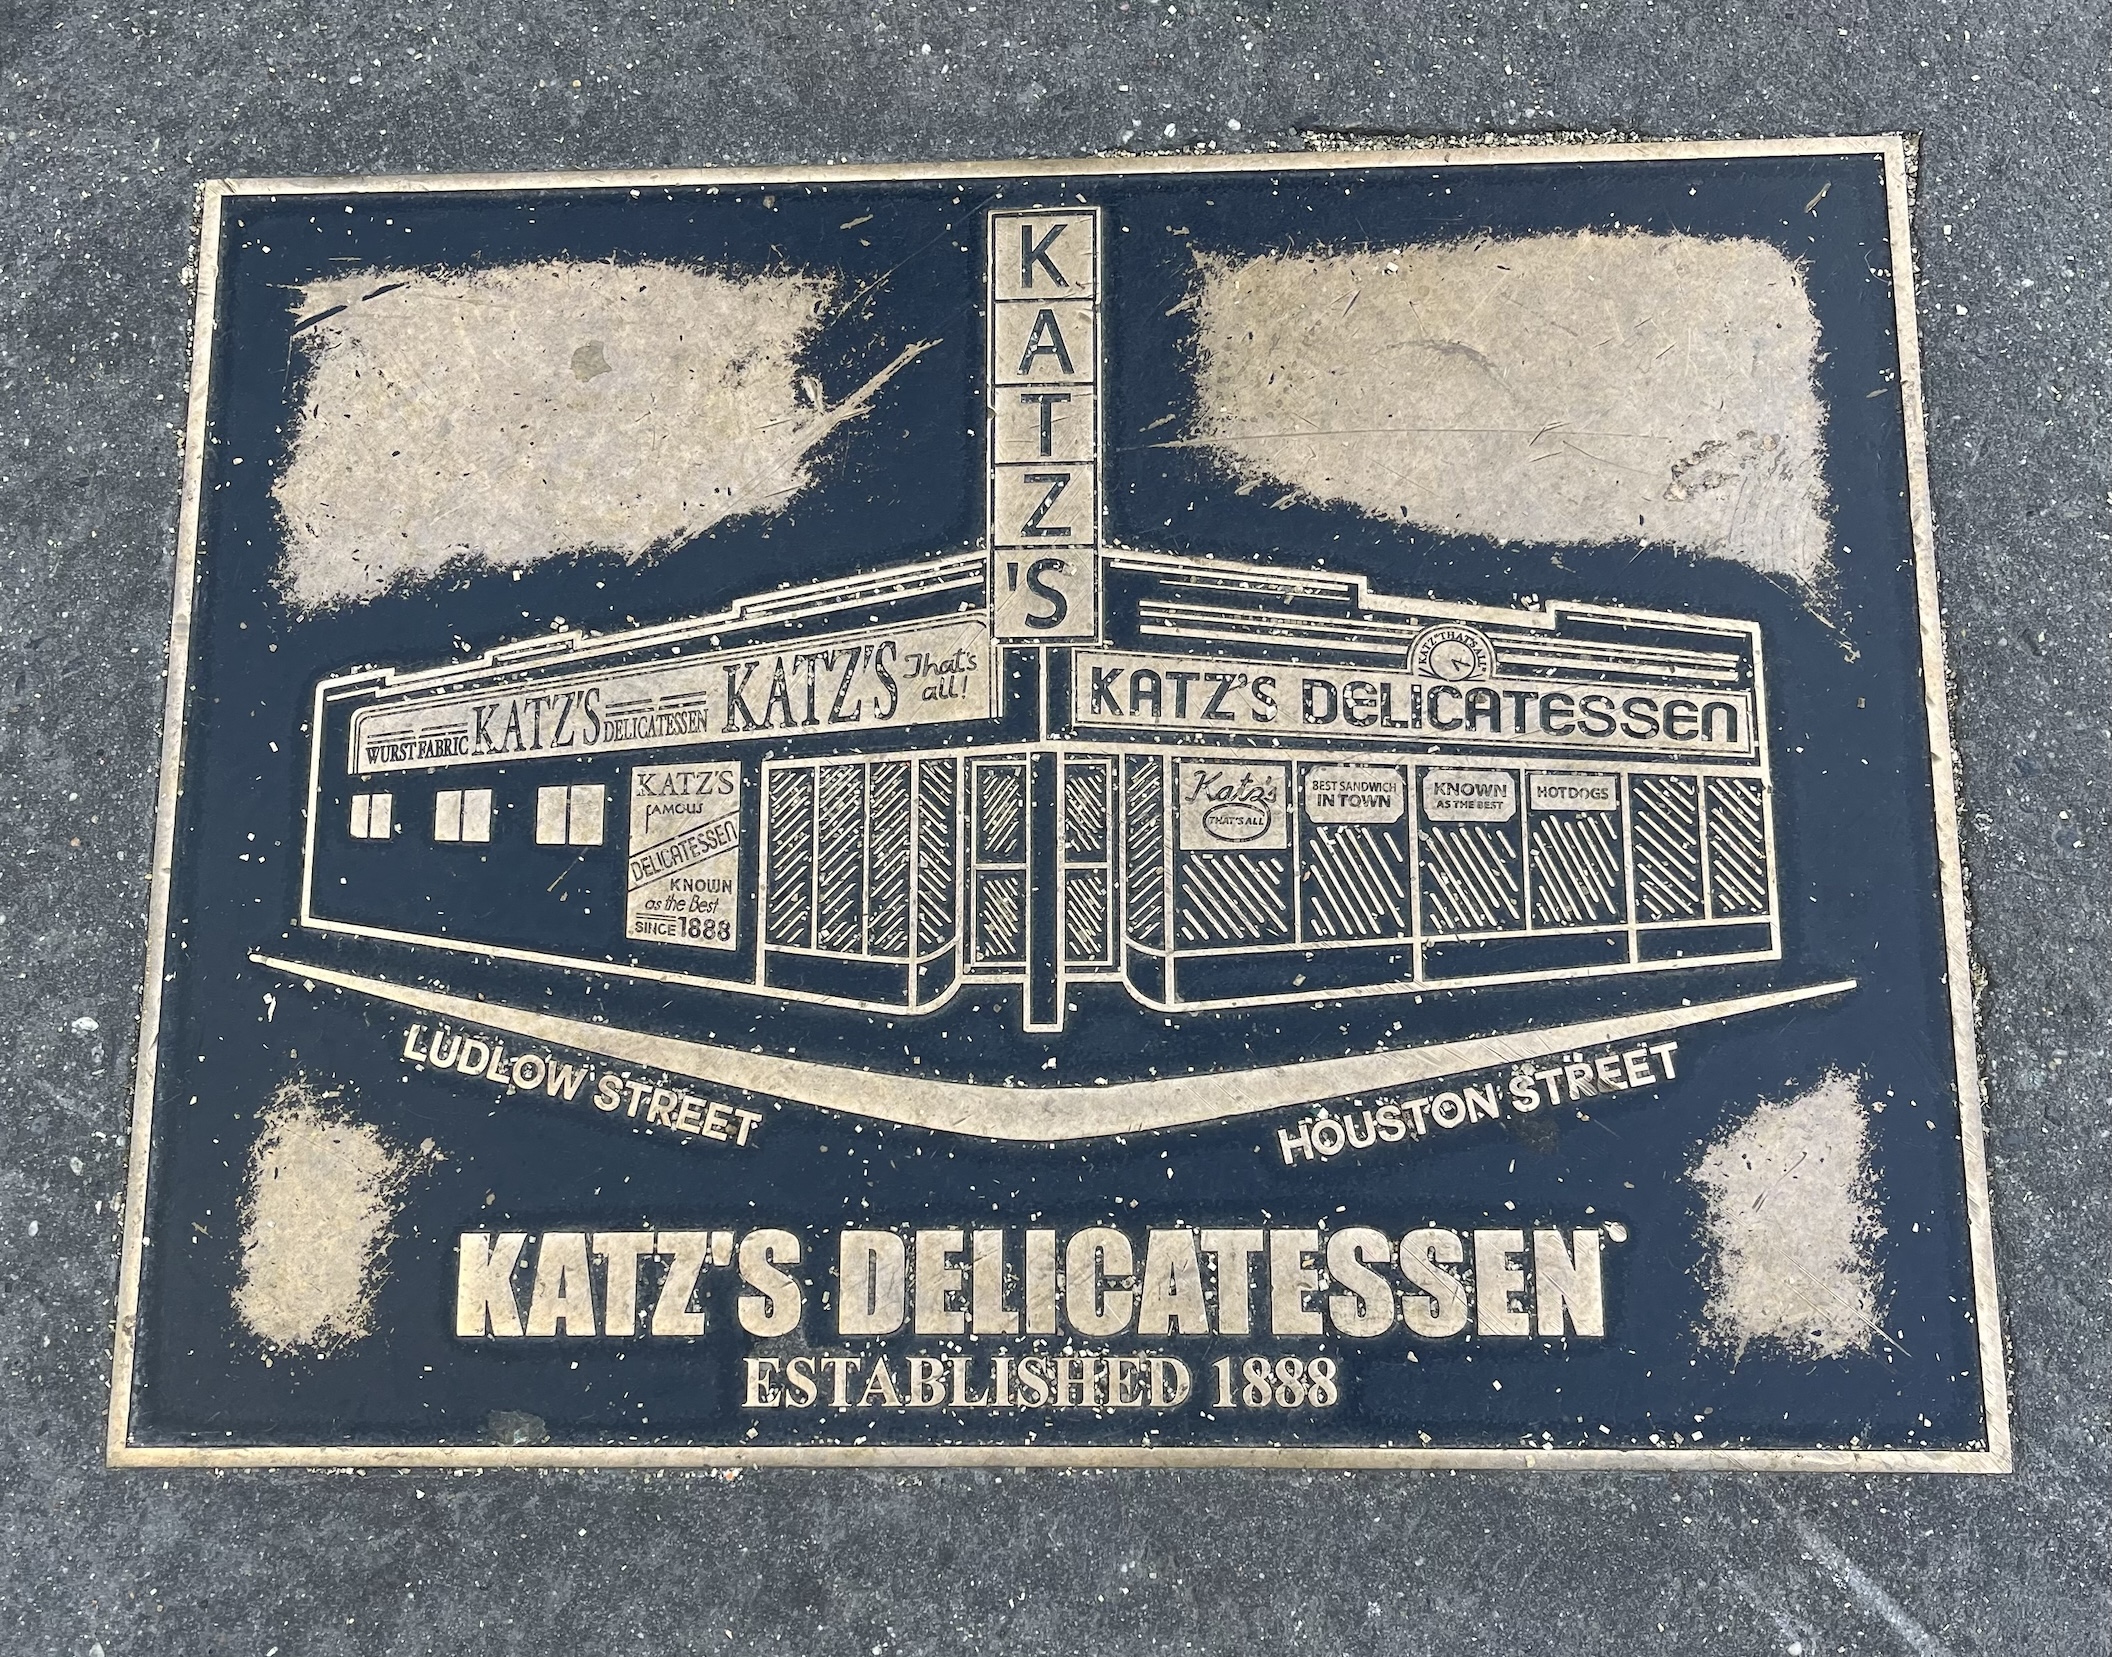 K
A
T
Z
'S
WURST FABRIC KATZ'S DELICATESSEN KATZ'S That's all!
KATZ'S THAT'S ALL!
KATZ'S DELICATESSEN
KATZ'S
FAMOUS
DELICATESSEN
KNOWN
as the Best
SINCE 1888
Katz's
THAT'S ALL
BEST SANDWICH
IN TOWN
KNOWN
AS THE BEST
HOT DOGS
LUDLOW STREET
HOUSTON STREET
KATZ'S DELICATESSEN
ESTABLISHED 1888